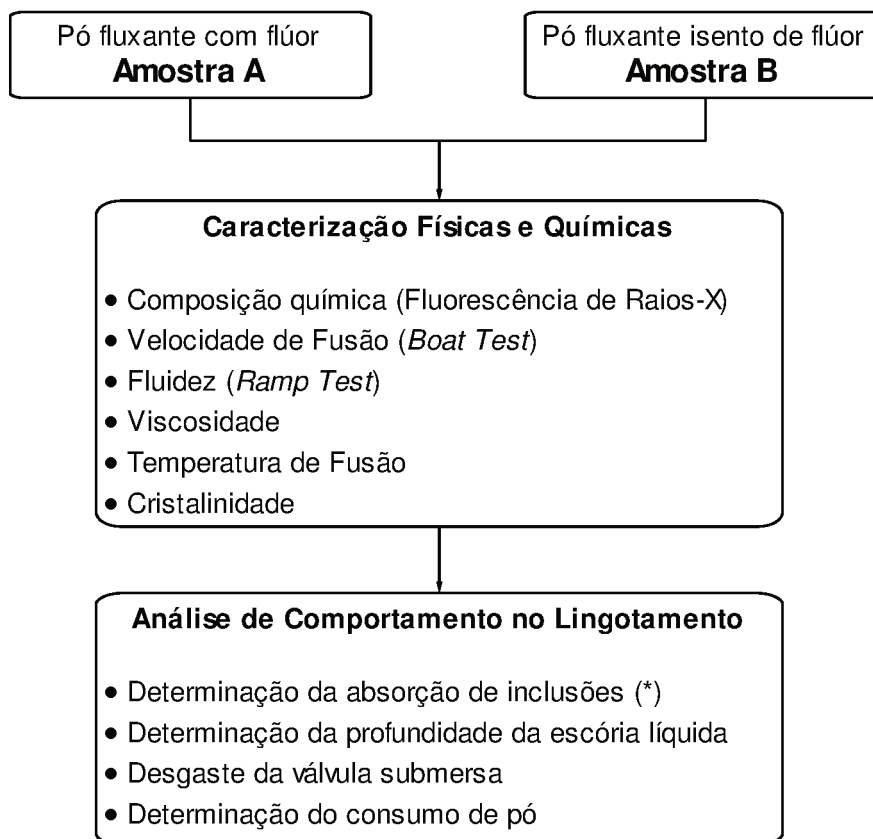 Pó fluxante com flúor
Amostra A
Pó fluxante isento de flúor
Amostra B
Caracterização Físicas e Químicas
• Composição química (Fluorescência de Raios-X)
• Velocidade de Fusão (Boat Test)
• Fluidez (Ramp Test)
• Viscosidade
• Temperatura de Fusão
• Cristalinidade
Análise de Comportamento no Lingotamento
• Determinação da absorção de inclusões (*)
• Determinação da profundidade da escória líquida
• Desgaste da válvula submersa
• Determinação do consumo de pó